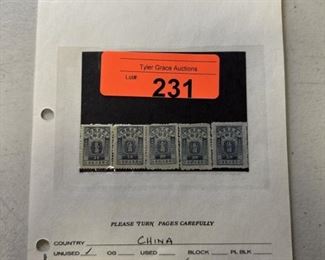 Tyler Grace Auctions
Lot# 231
PLEASE TURN PAGES CAREFULLY
COUNTRY CHINA
UNUSED ✓ OG USED BLOCK PL BLK